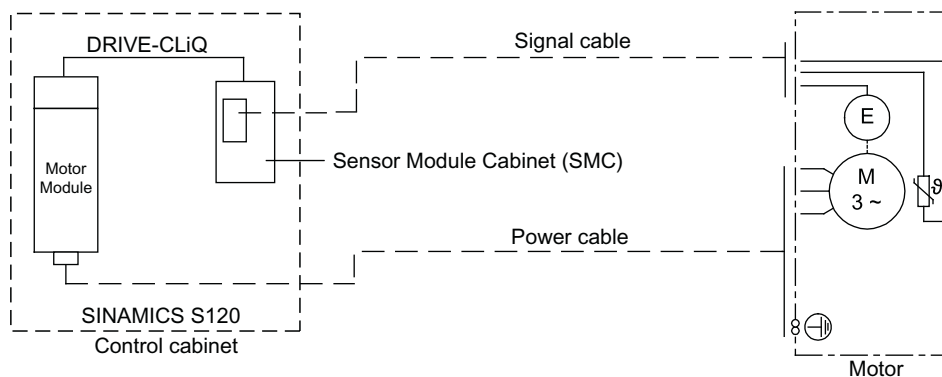 DRIVE-CLiQ
Signal cable
E
Motor
Module
Sensor Module Cabinet (SMC)
M
3 ~
ϑ
Power cable
SINAMICS S120
Control cabinet
Motor